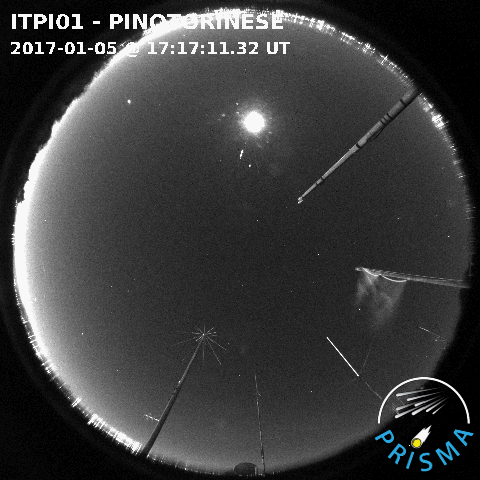 ITPI01 - PINOTORINESE
2017-01-05 @ 17:17:11.32 UT
PRISMA